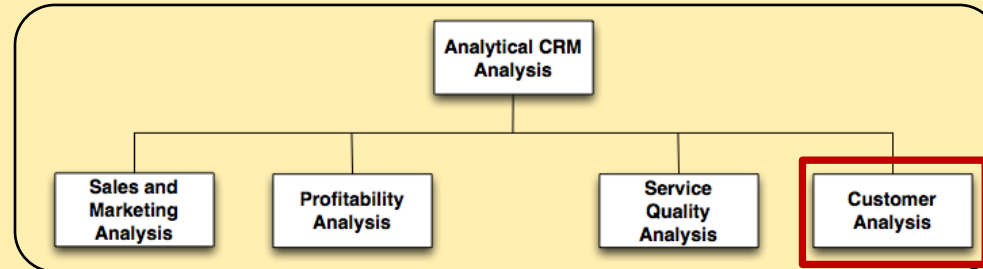 Analytical CRM
Analysis
Sales and
Marketing
Analysis
Profitability
Analysis
Service
Quality
Analysis
Customer
Analysis